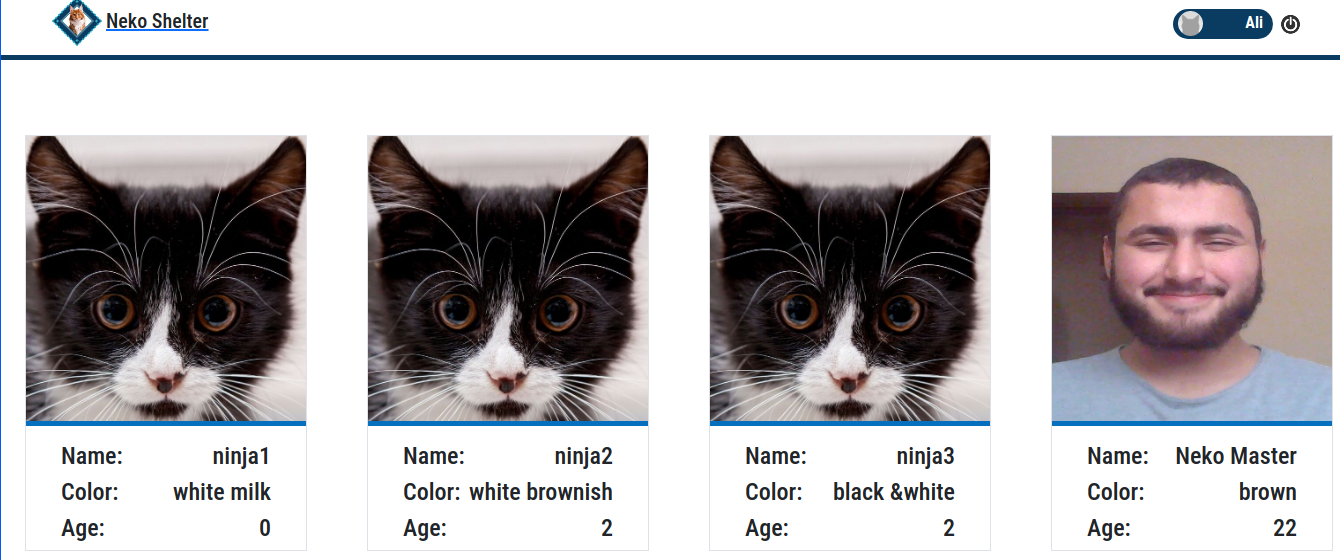 Neko Shelter
Ali
Name: ninja1
Color: white milk
Age: 0
Name: ninja2
Color: white brownish
Age: 2
Name: ninja3
Color: black &white
Age: 2
Name: Neko Master
Color: brown
Age: 22